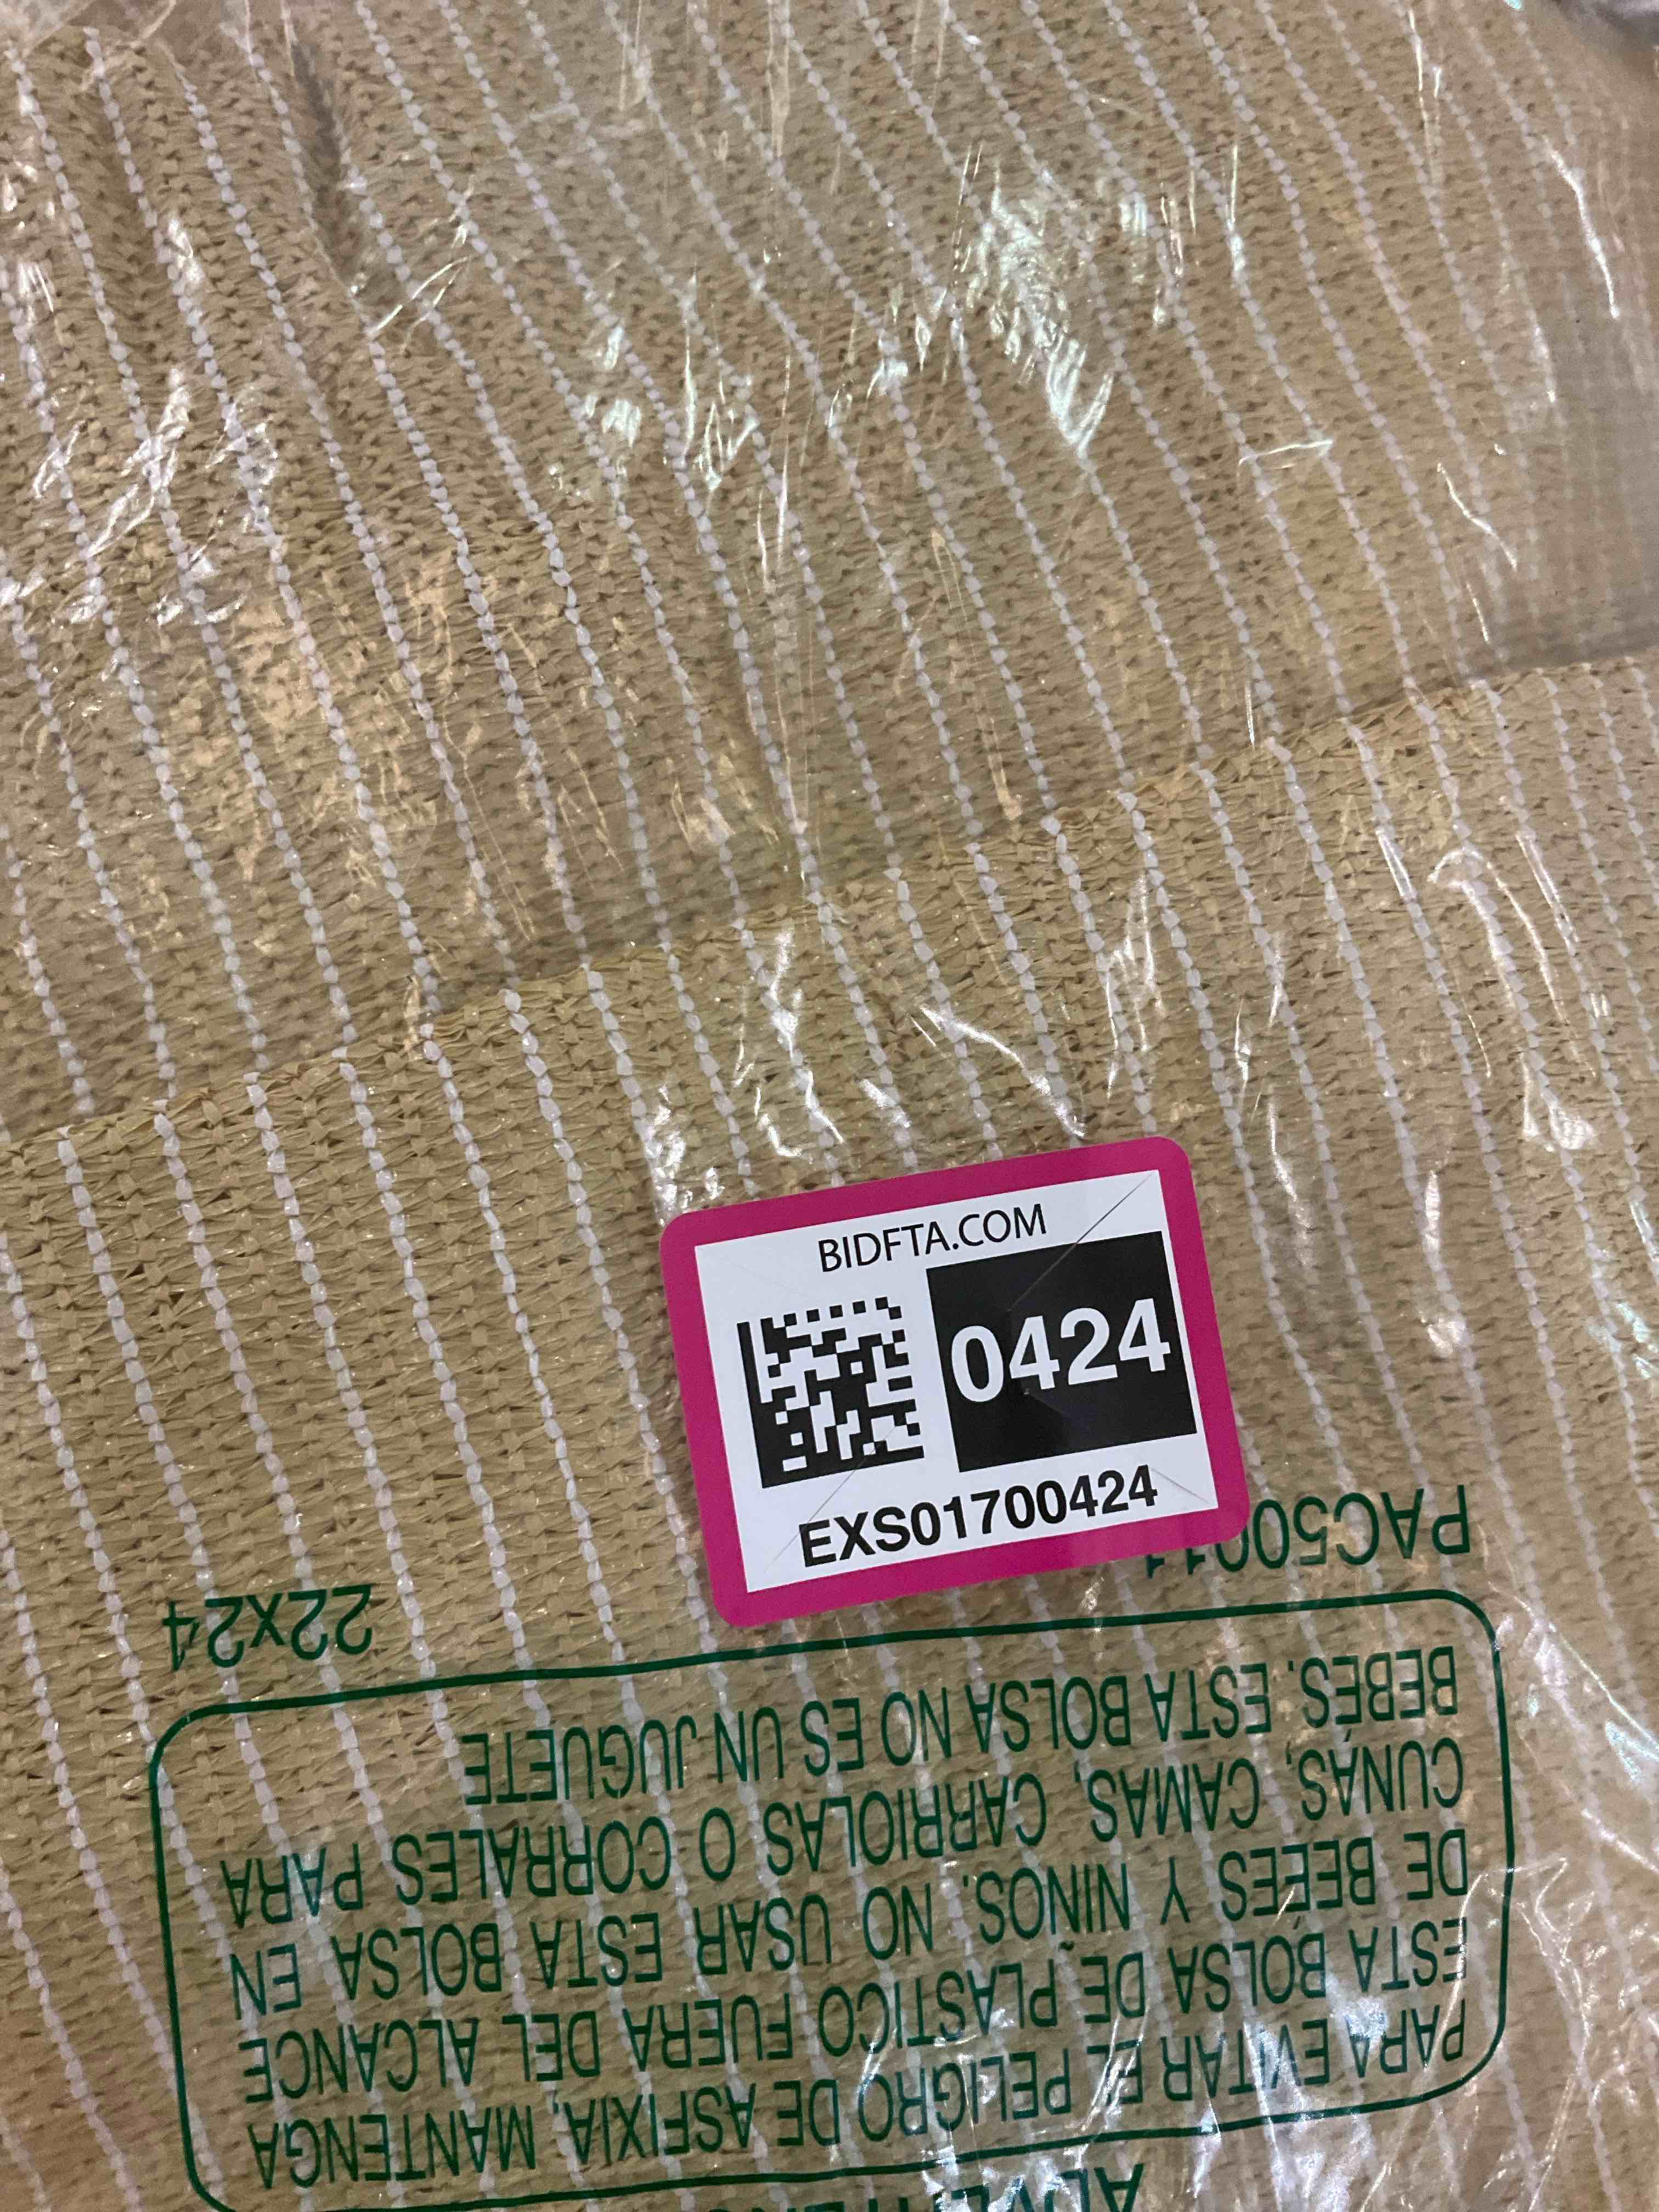 BIDFTA.COM
0424
EXS01700424
22x24
PARA EVITAR EL PELIGRO DE ASFIXIA, MANTENGA
ESTA BOLSA DE PLASTICO FUERA DEL ALCANCE
DE BEBÉS Y NIÑOS. NO USAR ESTA BOLSA EN
CUNAS, CAMAS, CARRIOLAS O CORRALES PARA
BEBÉS. ESTA BOLSA NO ES UN JUGUETE